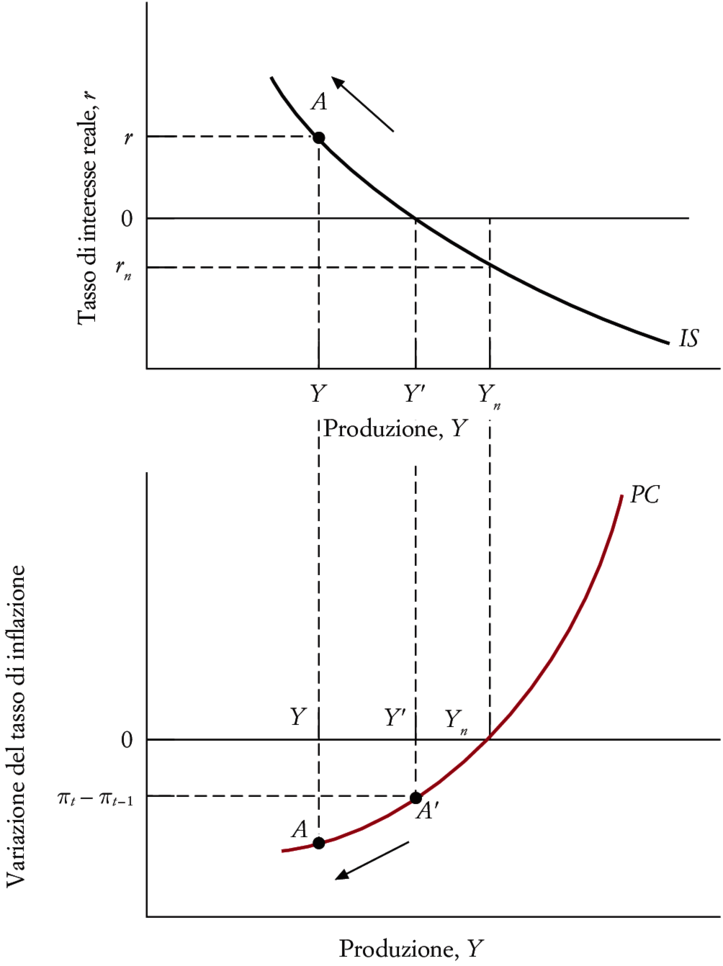 Tasso di interesse reale, r
A
r
0
r_n
IS
Y
Y'
Y_n
Produzione, Y
PC
Variazione del tasso di inflazione
Y
Y'
Y_n
0
π_t − π_{t−1}
A'
A
Produzione, Y